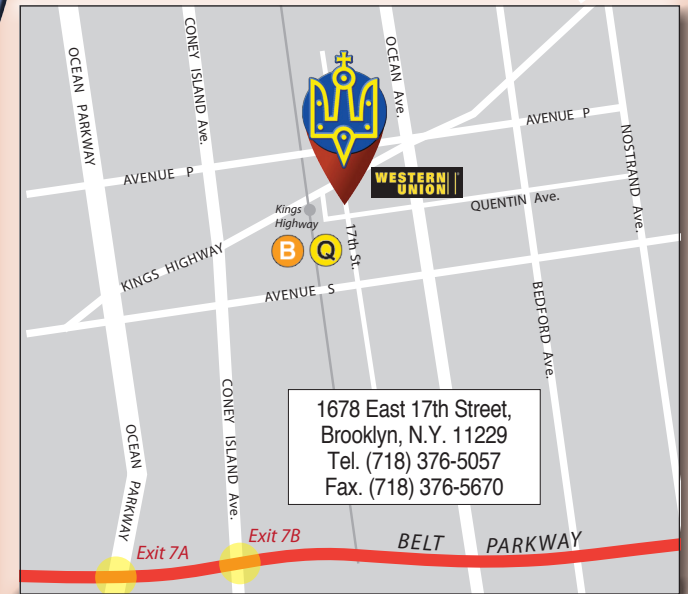 OCEAN PARKWAY
CONEY ISLAND Ave.
OCEAN Ave.
AVENUE P
NOSTRAND Ave.
AVENUE P
WESTERN
UNION
QUENTIN Ave.
Kings
Highway
17th St.
B Q
KINGS HIGHWAY
AVENUE S
BEDFORD Ave.
CONEY ISLAND Ave.
OCEAN PARKWAY
1678 East 17th Street,
Brooklyn, N.Y. 11229
Tel. (718) 376-5057
Fax. (718) 376-5670
Exit 7A
Exit 7B
BELT PARKWAY